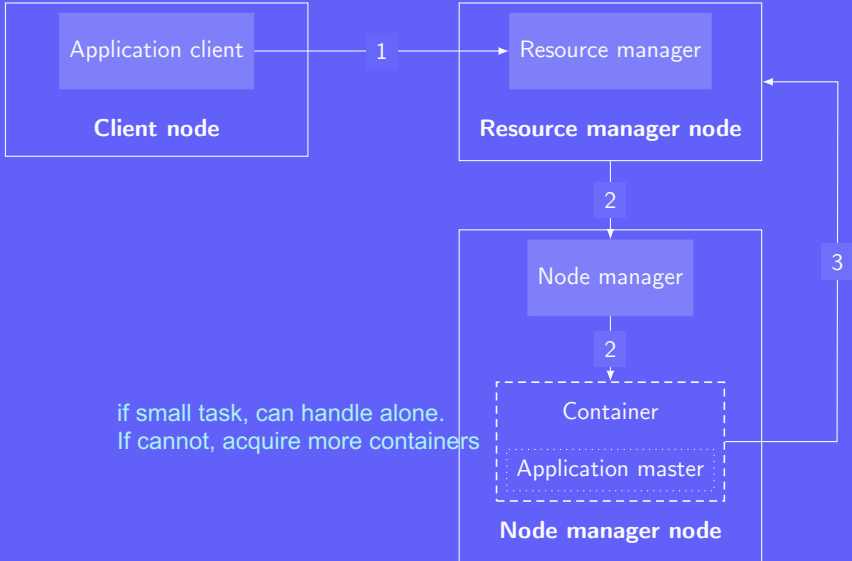 Application client
1
Resource manager
Client node
Resource manager node
2
Node manager
3
2
if small task, can handle alone.
If cannot, acquire more containers
Container
Application master
Node manager node